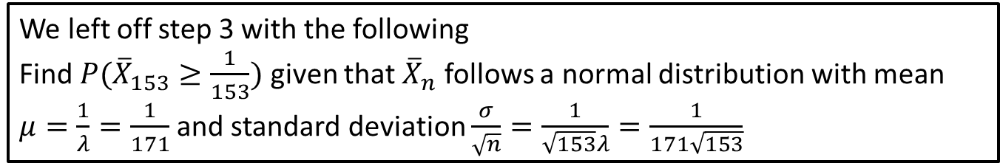 We left off step 3 with the following
Find $P(\bar{X}_{153} \geq \frac{1}{153})$ given that $\bar{X}_n$ follows a normal distribution with mean
$\mu = \frac{1}{\lambda} = \frac{1}{171}$ and standard deviation $\frac{\sigma}{\sqrt{n}} = \frac{1}{\sqrt{153}\lambda} = \frac{1}{171\sqrt{153}}$